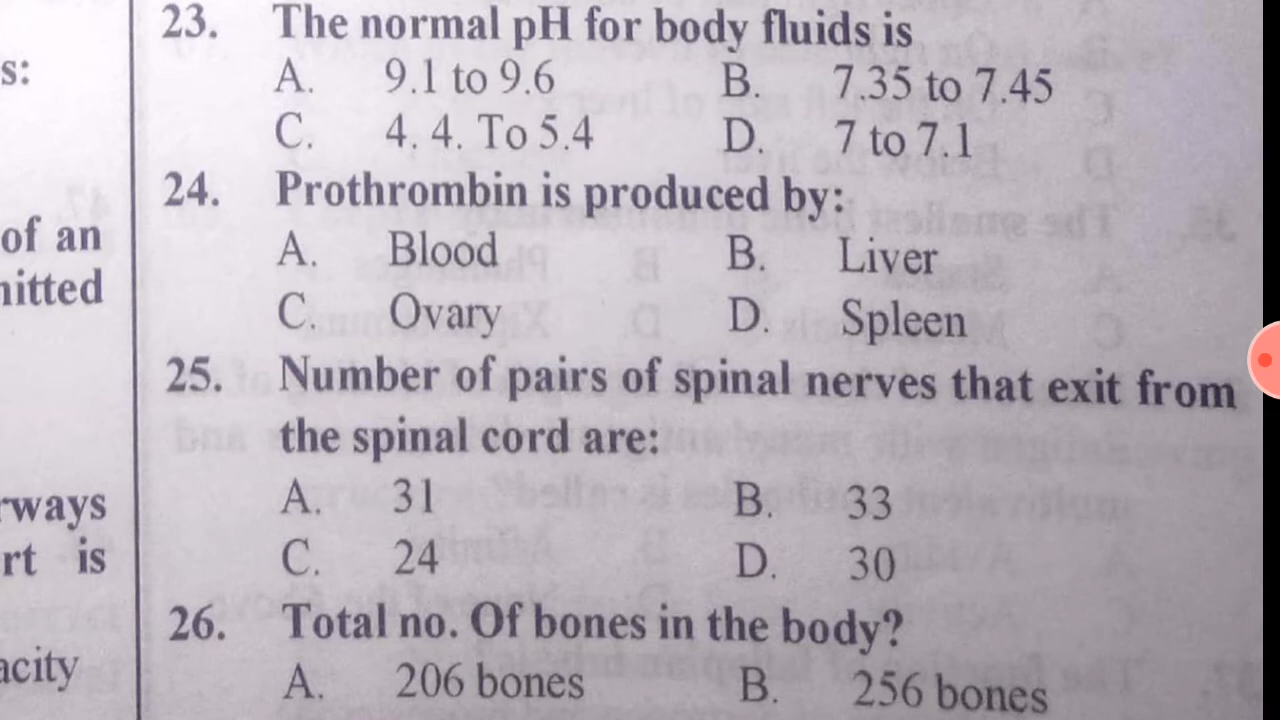 s:
of an
rways
rt is
acity
23. The normal pH for body fluids is
A. 9.1 to 9.6 B. 7.35 to 7.45
C. 4. 4. To 5.4 D. 7 to 7.1
24. Prothrombin is produced by:
A. Blood B. Liver
C. Ovary D. Spleen
25. Number of pairs of spinal nerves that exit from
the spinal cord are:
A. 31 B. 33
C. 24 D. 30
26. Total no. Of bones in the body?
A. 206 bones B. 256 bones